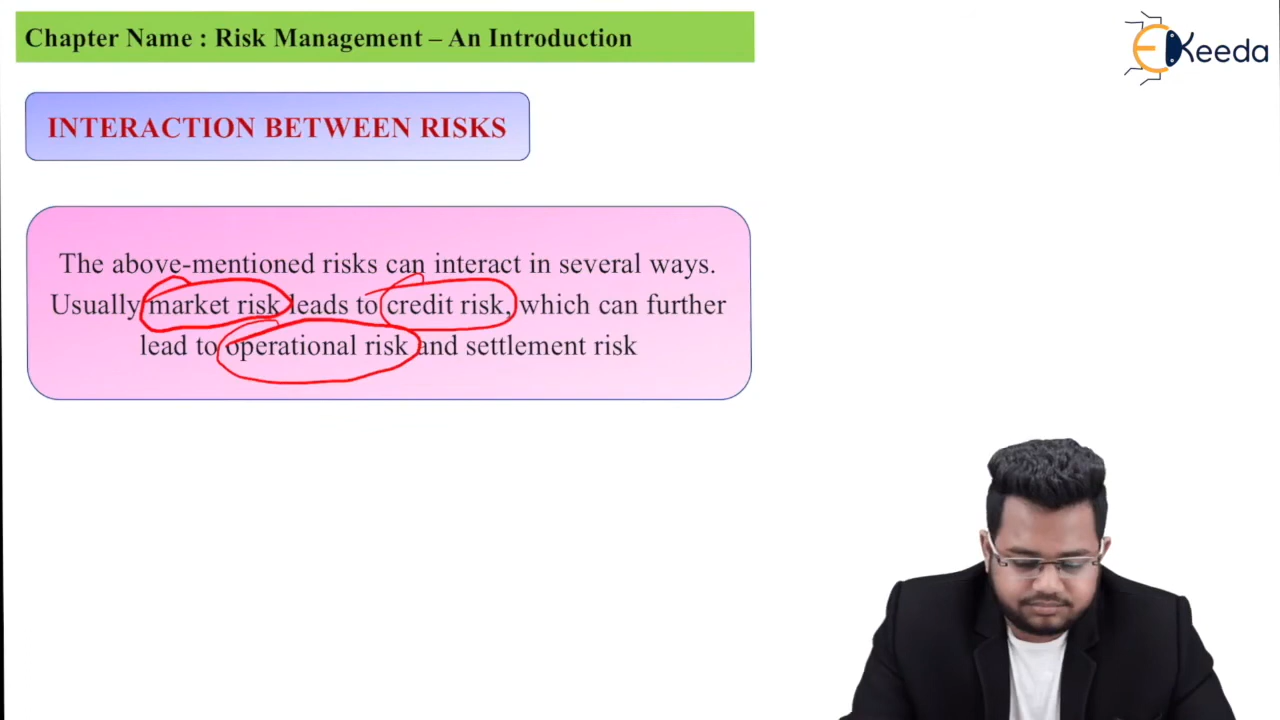 Chapter Name : Risk Management – An Introduction
EKeeda
INTERACTION BETWEEN RISKS
The above-mentioned risks can interact in several ways.
Usually market risk leads to credit risk, which can further
lead to operational risk and settlement risk